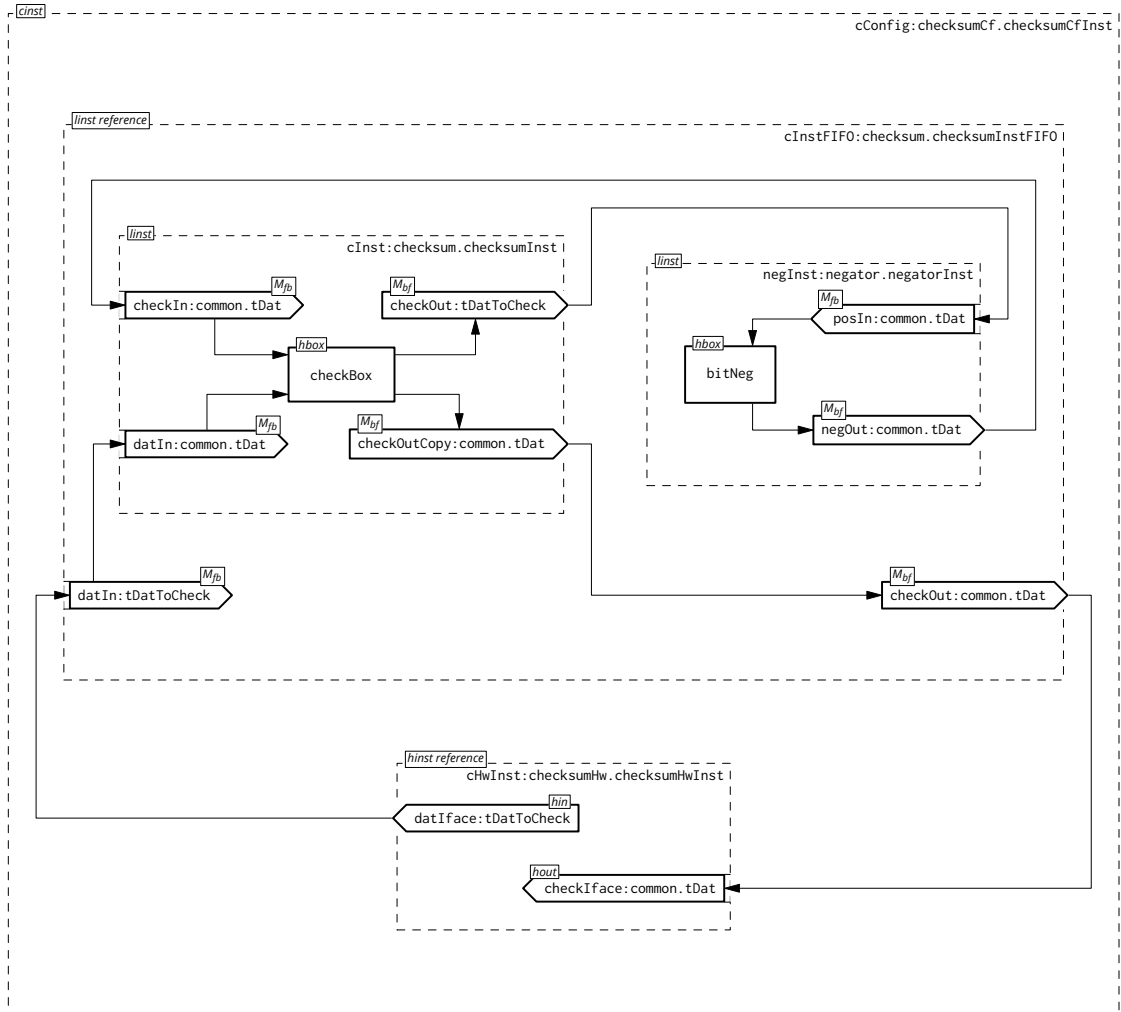 cinst
cConfig:checksumCf.checksumCfInst
linst reference
cInstFIFO:checksum.checksumInstFIFO
linst
cInst:checksum.checksumInst
linst
negInst:negator.negatorInst
Mfb
checkIn:common.tDat
Mbf
checkOut:tDatToCheck
Mfb
posIn:common.tDat
hbox
checkBox
hbox
bitNeg
Mfb
datIn:common.tDat
Mbf
checkOutCopy:common.tDat
Mbf
negOut:common.tDat
Mfb
datIn:tDatToCheck
Mbf
checkOut:common.tDat
hinst reference
cHwInst:checksumHw.checksumHwInst
hin
datIface:tDatToCheck
hout
checkIface:common.tDat